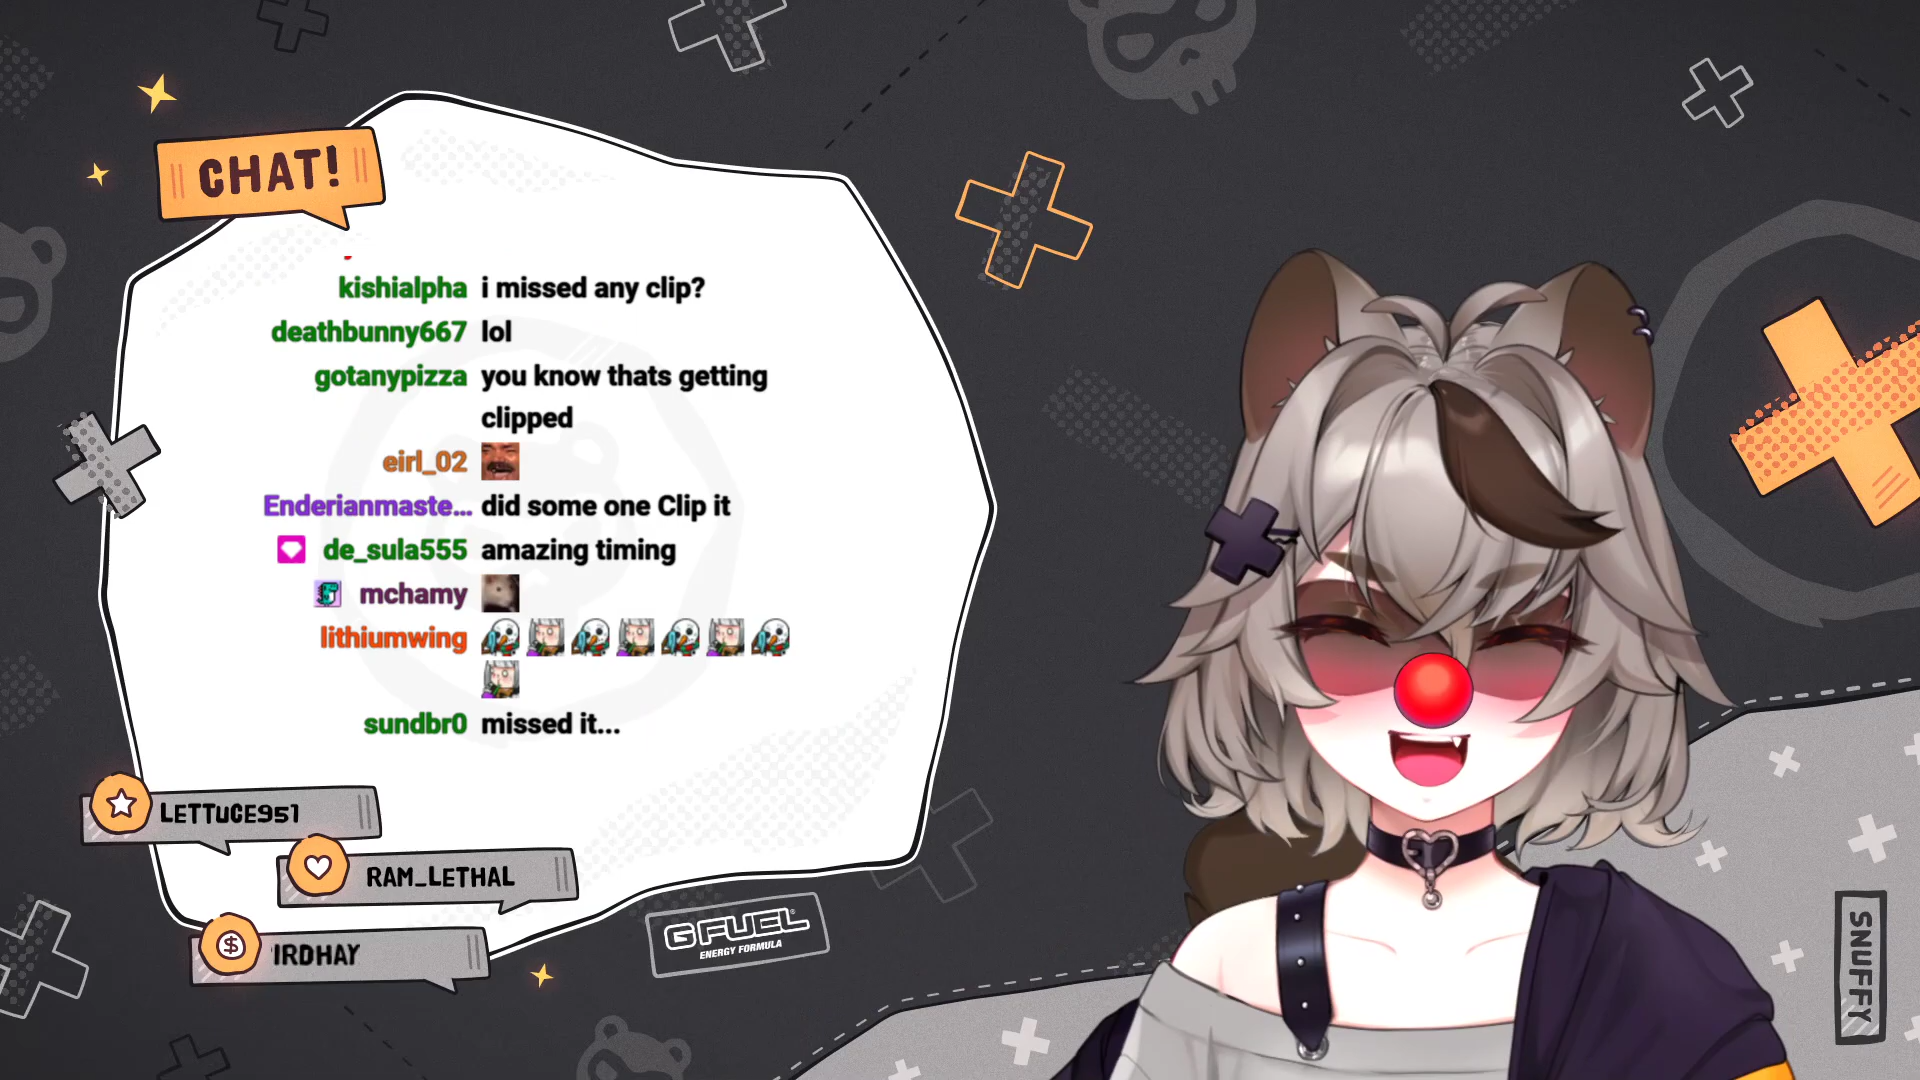 CHAT!
kishialpha i missed any clip?
deathbunny667 lol
gotanypizza you know thats getting
clipped
eirl_02
Enderianmaste... did some one Clip it
de_sula555 amazing timing
mchamy
lithiumwing
sundbr0 missed it...
LETTUCE951
RAM_LETHAL
IRDHAY
G FUEL
ENERGY FORMULA
SNUFFY